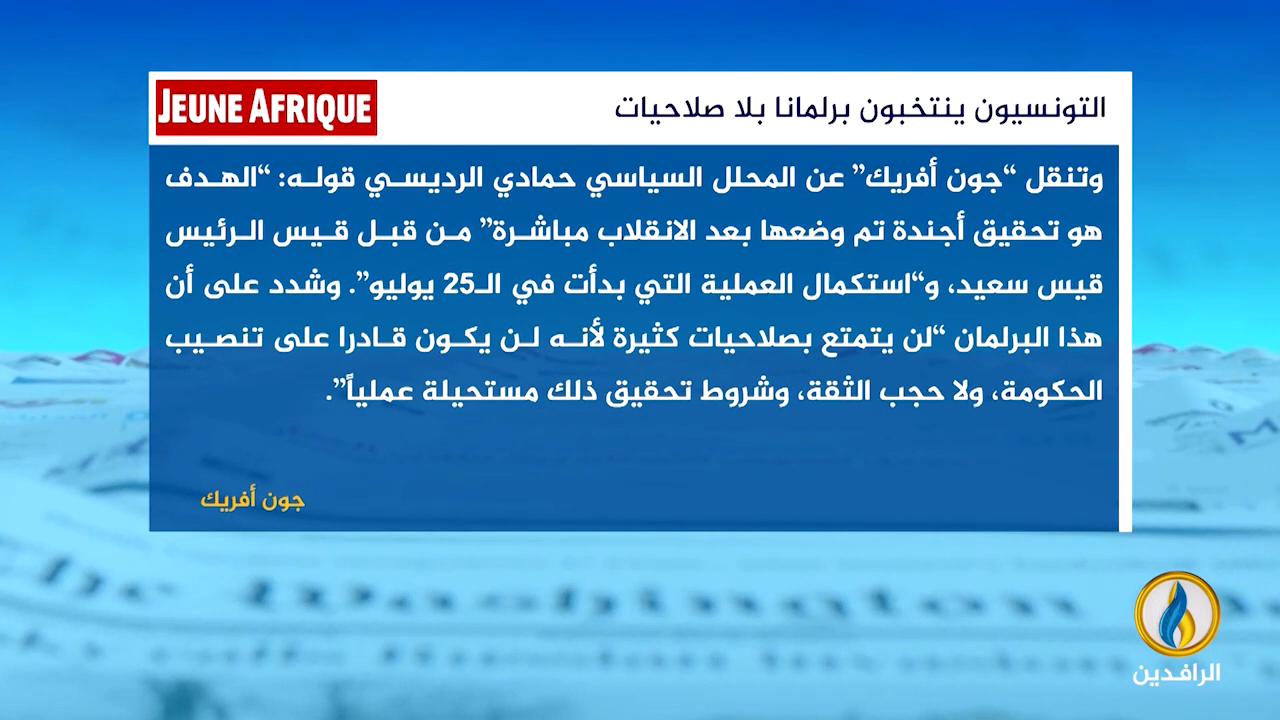 JEUNE AFRIQUE
التونسيون ينتخبون برلمانا بلا صلاحيات
وتنقل “جون أفريك” عن المحلل السياسي حمادي الرديسي قوله: “الهدف
هو تحقيق أجندة تم وضعها بعد الانقلاب مباشرة” من قبل قيس الرئيس
قيس سعيد، و“استكمال العملية التي بدأت في الـ25 يوليو”. وشدد على أن
هذا البرلمان “لن يتمتع بصلاحيات كثيرة لأنه لن يكون قادرا على تنصيب
الحكومة، ولا حجب الثقة، وشروط تحقيق ذلك مستحيلة عملياً”.
جون أفريك
الرافدين